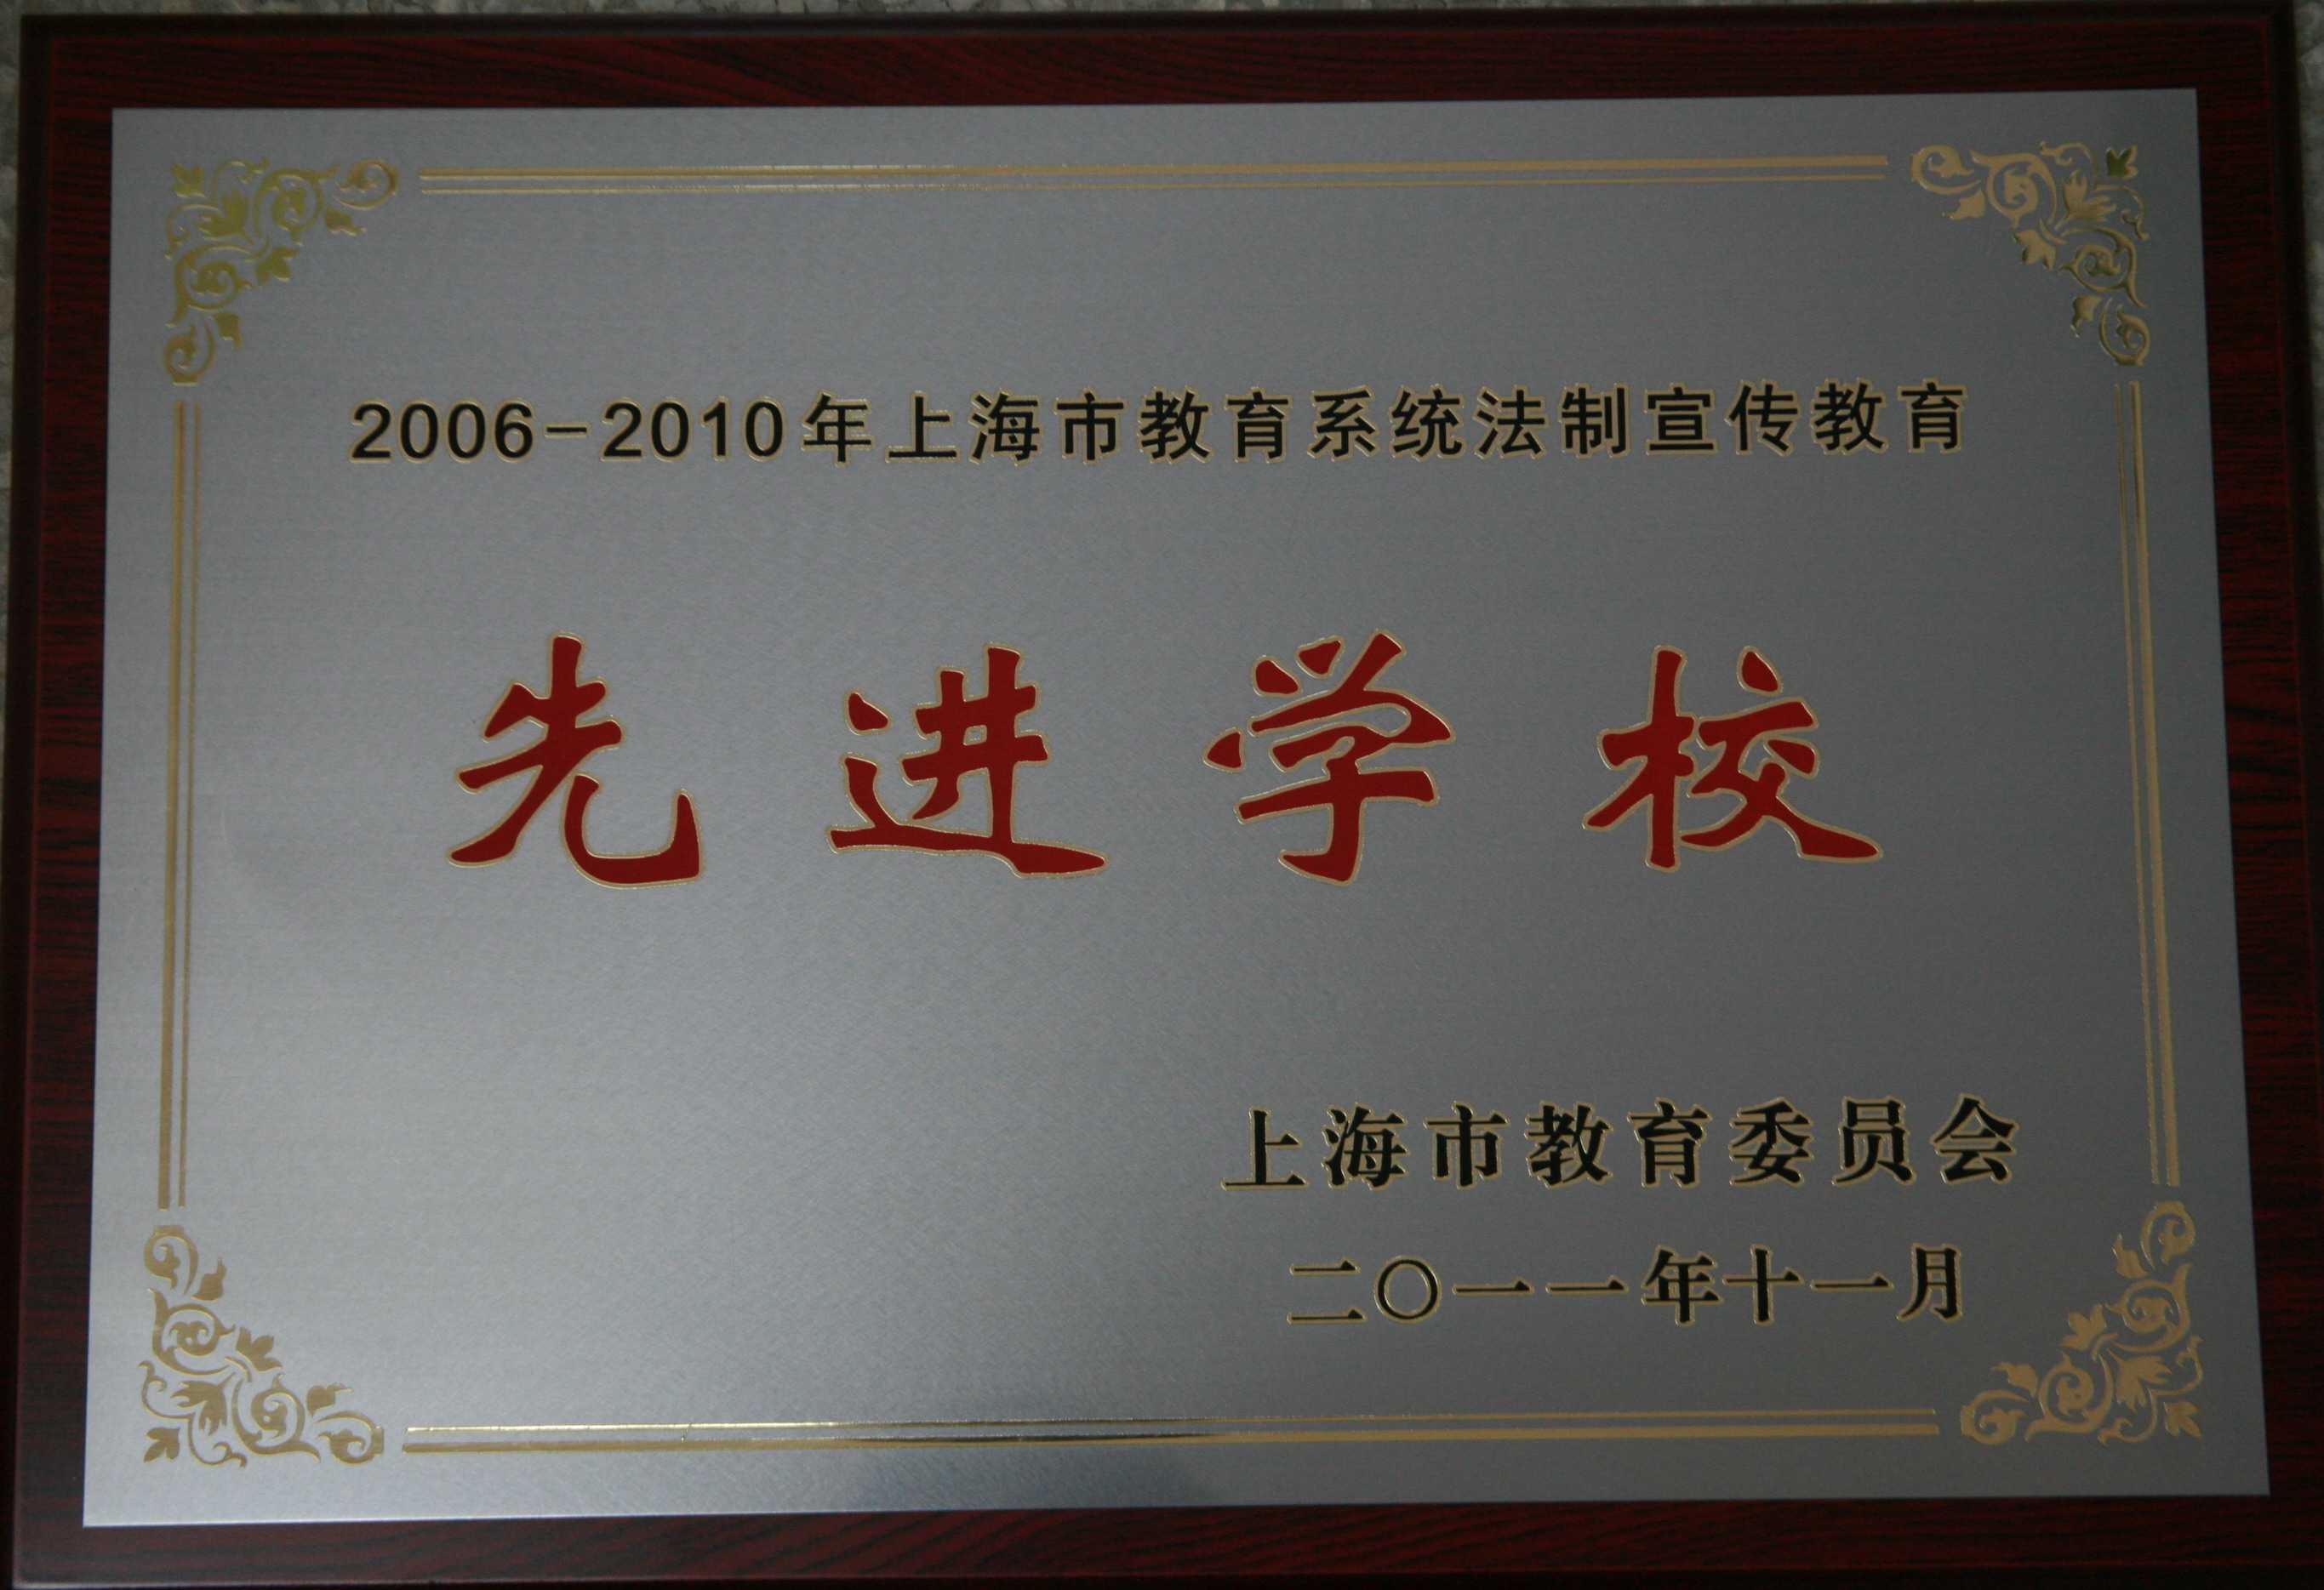 2006-2010年上海市教育系统法制宣传教育
先进学校
上海市教育委员会
二〇一一年十一月